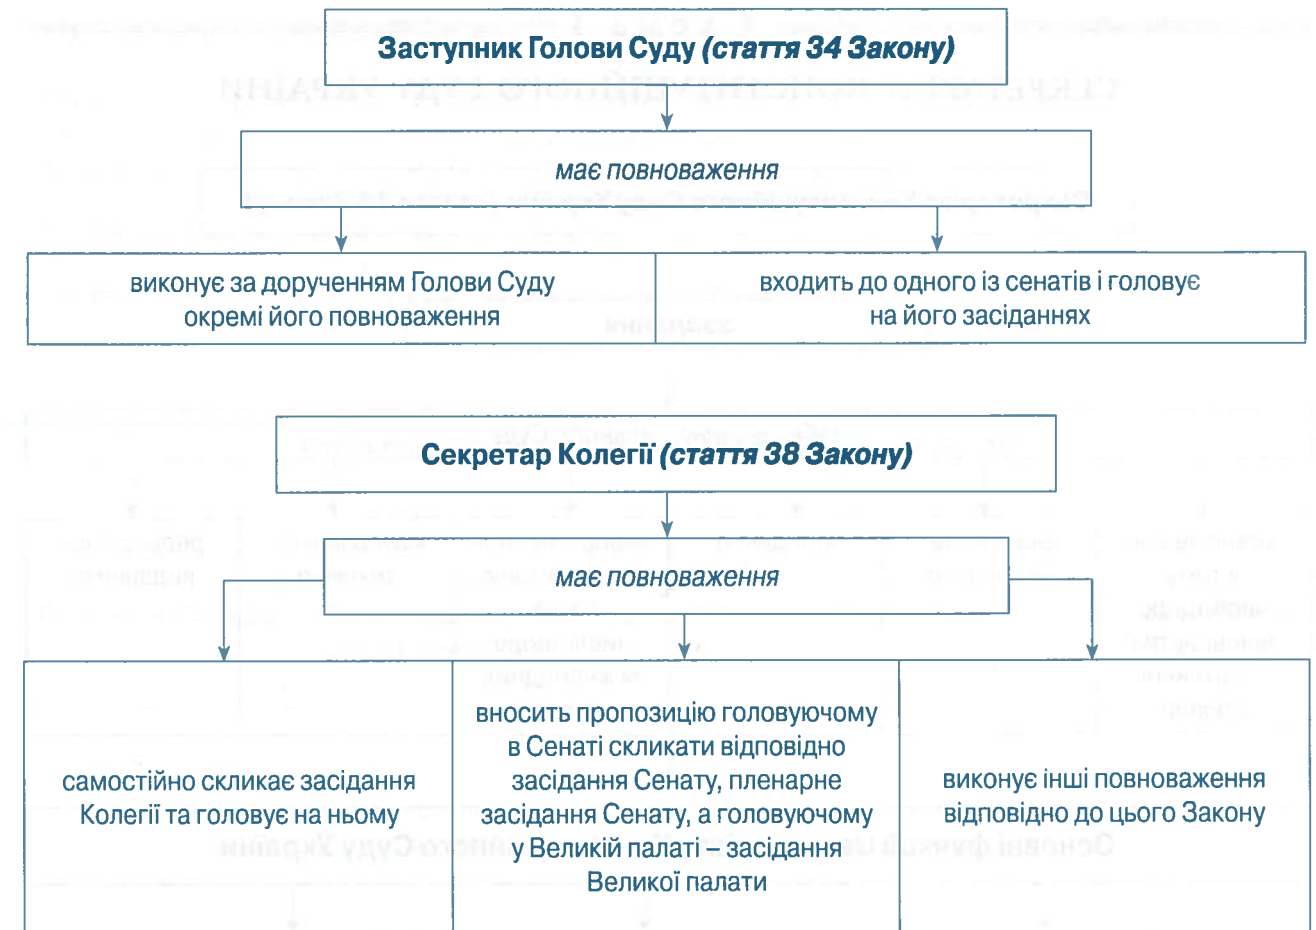 Заступник Голови Суду (стаття 34 Закону)
має повноваження
виконує за дорученням Голови Суду
окремі його повноваження
входить до одного із сенатів і головує
на його засіданнях
Секретар Колегії (стаття 38 Закону)
має повноваження
самостійно скликає засідання
Колегії та головує на ньому
вносить пропозицію головуючому
в Сенаті скликати відповідно
засідання Сенату, пленарне
засідання Сенату, а головуючому
у Великій палаті – засідання
Великої палати
виконує інші повноваження
відповідно до цього Закону